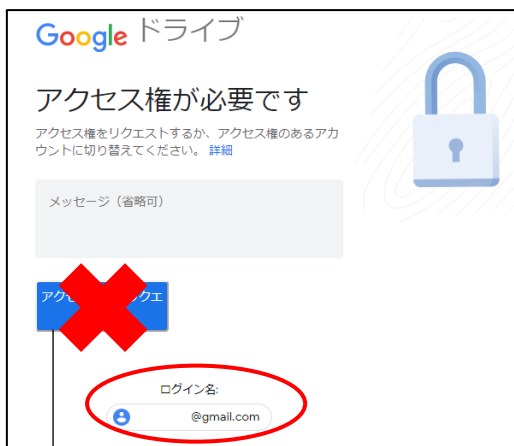 Google ドライブ
アクセス権が必要です
アクセス権をリクエストするか、アクセス権のあるアカ
ウントに切り替えてください。 詳細
メッセージ（省略可）
ログイン名:
@gmail.com